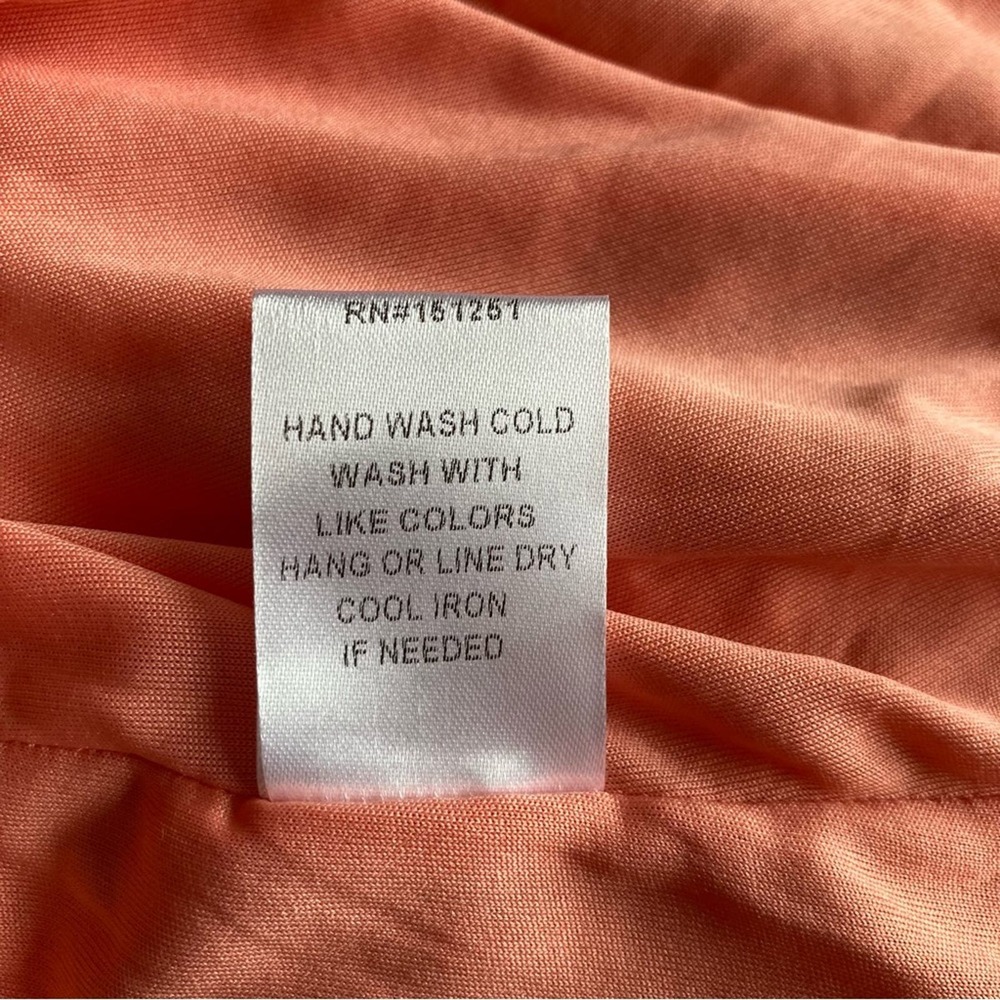 RN#151251
HAND WASH COLD
WASH WITH
LIKE COLORS
HANG OR LINE DRY
COOL IRON
IF NEEDED